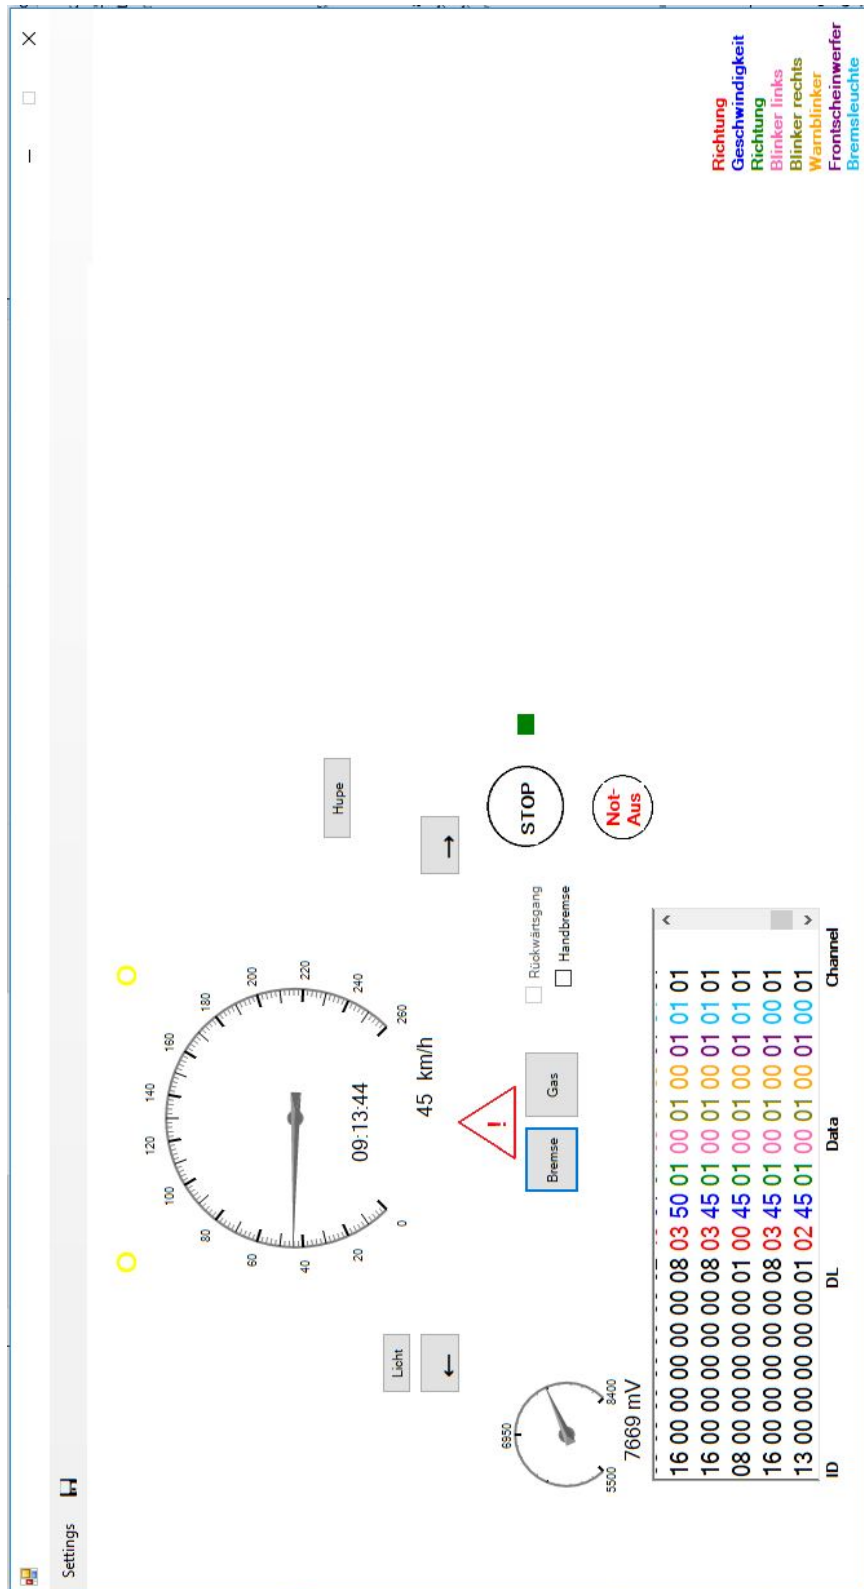 Settings
140
120
160
100
180
80
200
60
220
40
240
20
260
0
09:13:44
45 km/h
Hupe
Licht
←
→
!
6950
5500
8400
7669 mV
Bremse
Gas
Rückwärtsgang
Handbremse
STOP
Not-
Aus
16 00 00 00 00 00 08 03 50 01 00 01 00 01 01 01
16 00 00 00 00 00 08 03 45 01 00 01 00 01 01 01
08 00 00 00 00 00 01 00 45 01 00 01 00 01 01 01
16 00 00 00 00 00 08 03 45 01 00 01 00 01 00 01
13 00 00 00 00 00 01 02 45 01 00 01 00 01 00 01
ID DL Data Channel
Richtung
Geschwindigkeit
Richtung
Blinker links
Blinker rechts
Warnblinker
Frontscheinwerfer
Bremsleuchte